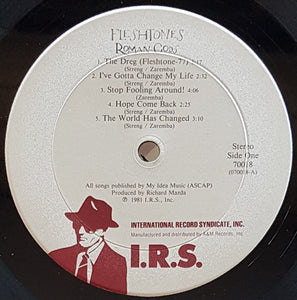 FLESHTONES
ROMAN GODS
1. The Dreg (Fleshtone-77)
(Streng / Zaremba)
2. I've Gotta Change My Life 2:32
(Streng / Zaremba)
3. Stop Fooling Around! 4:06
(Zaremba)
4. Hope Come Back 2:25
(Streng / Zaremba)
5. The World Has Changed 3:10
(Streng / Zaremba)
Stereo
Side One
70018
(070018-A)
All songs published by My Idea Music (ASCAP)
Produced by Richard Mazda
Ⓟ 1981 I.R.S., Inc.
INTERNATIONAL RECORD SYNDICATE, INC.
Manufactured and distributed by A&M Records, Inc.
I.R.S.